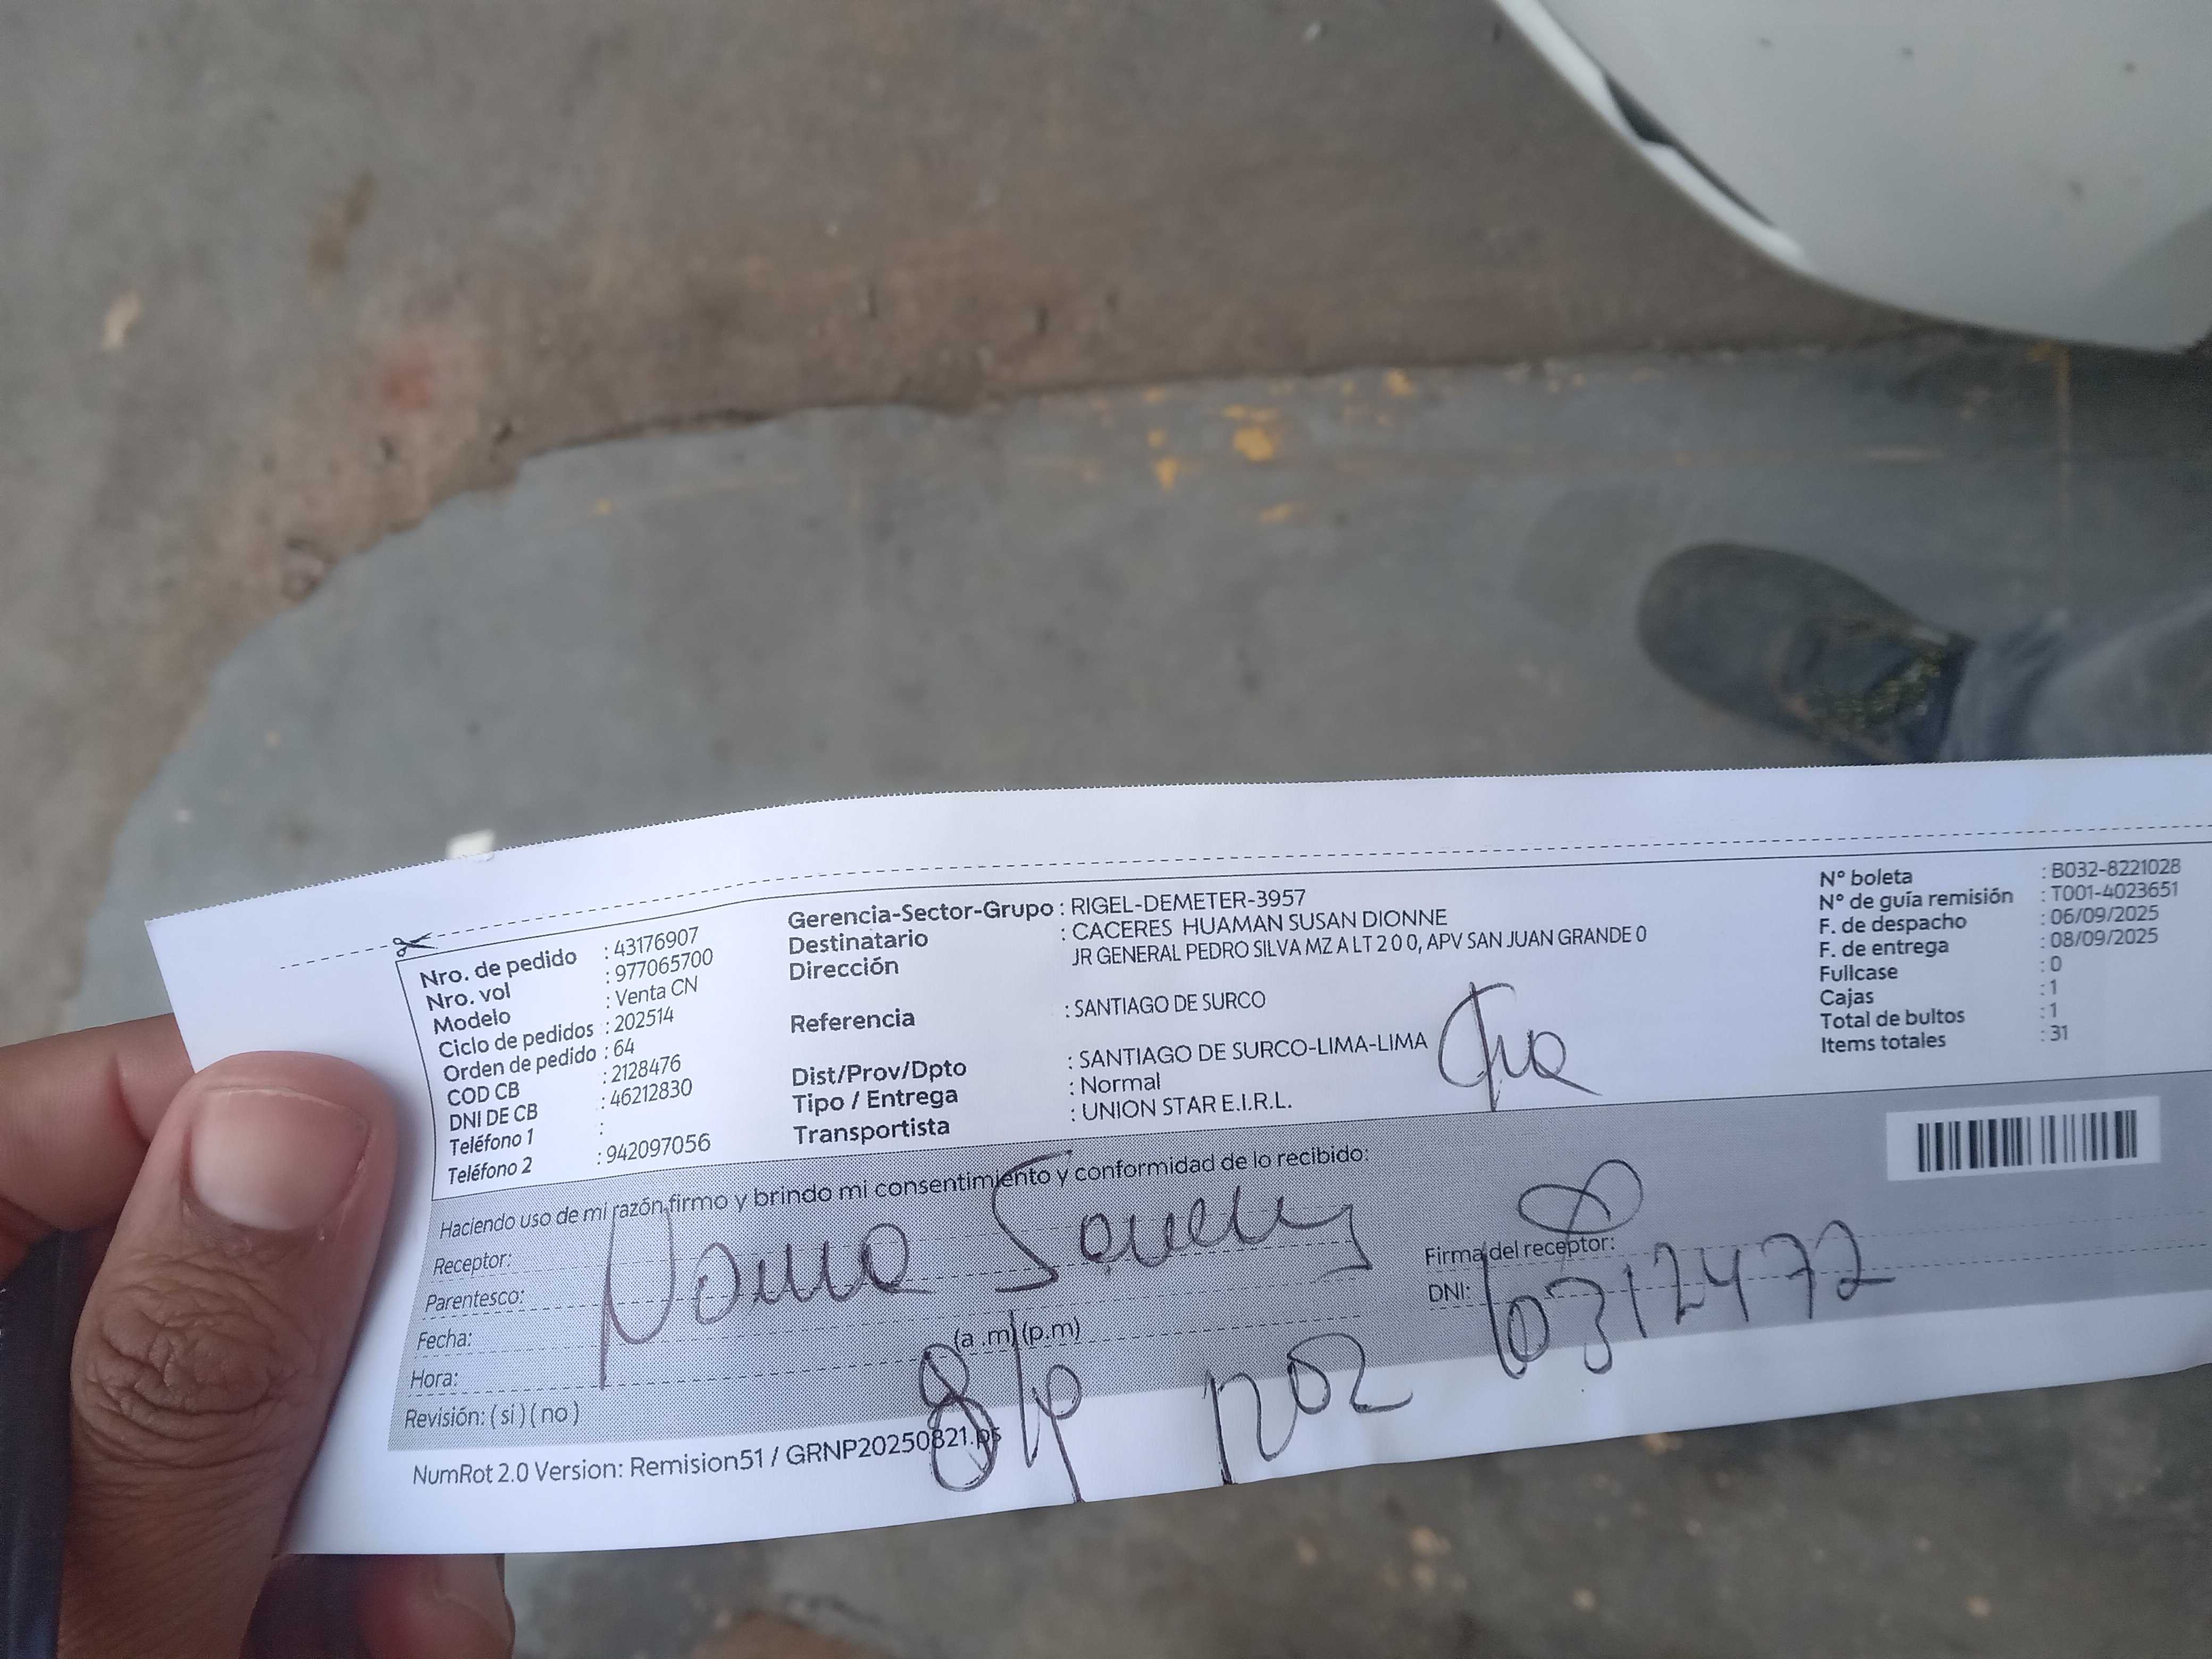 Nro. de pedido : 43176907
Nro. vol : 977065700
Modelo : Venta CN
Ciclo de pedidos : 202514
Orden de pedido : 64
COD CB : 2128476
DNI DE CB : 46212830
Teléfono 1 :
Teléfono 2 : 942097056
Gerencia-Sector-Grupo : RIGEL-DEMETER-3957
Destinatario : CACERES HUAMAN SUSAN DIONNE
Dirección JR GENERAL PEDRO SILVA MZ A LT 2 0 0, APV SAN JUAN GRANDE 0
Referencia : SANTIAGO DE SURCO
Dist/Prov/Dpto : SANTIAGO DE SURCO-LIMA-LIMA
Tipo / Entrega : Normal
Transportista : UNION STAR E.I.R.L.
N° boleta : B032-8221028
N° de guía remisión : T001-4023651
F. de despacho : 06/09/2025
F. de entrega : 08/09/2025
Fullcase : 0
Cajas : 1
Total de bultos : 1
Items totales : 31
Haciendo uso de mi razón,firmo y brindo mi consentimiento y conformidad de lo recibido:
Receptor:
Parentesco:
Fecha:
Hora: (a .m) (p.m)
Revisión: ( si ) ( no )
Firma del receptor:
DNI: 10312472
NumRot 2.0 Version: Remision51 / GRNP20250821.ps